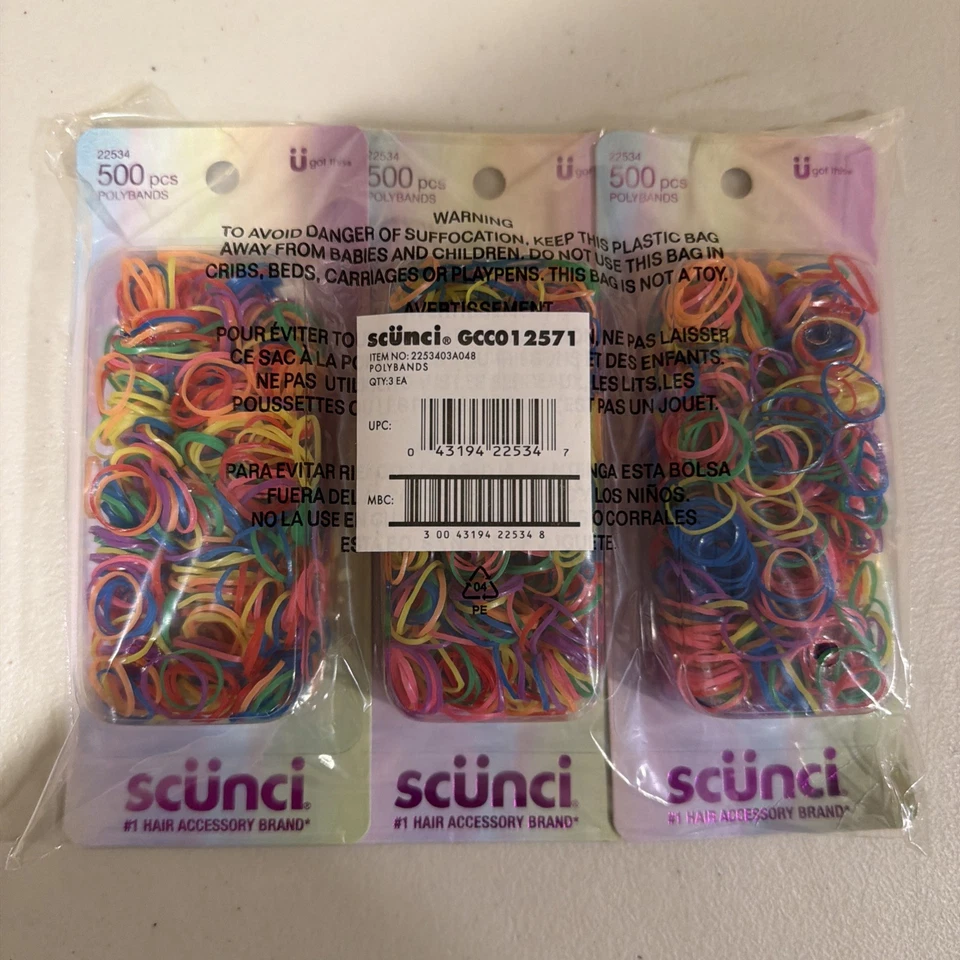 22534
500 pcs
POLYBANDS
Ü got this
22534
500 pcs
POLYBANDS
Ü got
22534
500 pcs
POLYBANDS
Ü got this
WARNING
TO AVOID DANGER OF SUFFOCATION, KEEP THIS PLASTIC BAG
AWAY FROM BABIES AND CHILDREN. DO NOT USE THIS BAG IN
CRIBS, BEDS, CARRIAGES OR PLAYPENS. THIS BAG IS NOT A TOY.
AVERTISSEMENT
POUR ÉVITER TO N, NE PAS LAISSER
CE SAC À LA PO ET DES ENFANTS.
NE PAS UTIL LES LITS, LES
POUSSETTES O PAS UN JOUET.
PARA EVITAR RI NGA ESTA BOLSA
FUERA DEL LOS NIÑOS.
NO LA USE E O CORRALES.
ES GUETE.
scünci® GCC012571
ITEM NO: 2253403A048
POLYBANDS
QTY:3 EA
UPC:
0 43194 22534 7
MBC:
3 00 43194 22534 8
04
PE
scünci®
#1 HAIR ACCESSORY BRAND*
scünci®
#1 HAIR ACCESSORY BRAND*
scünci®
#1 HAIR ACCESSORY BRAND*